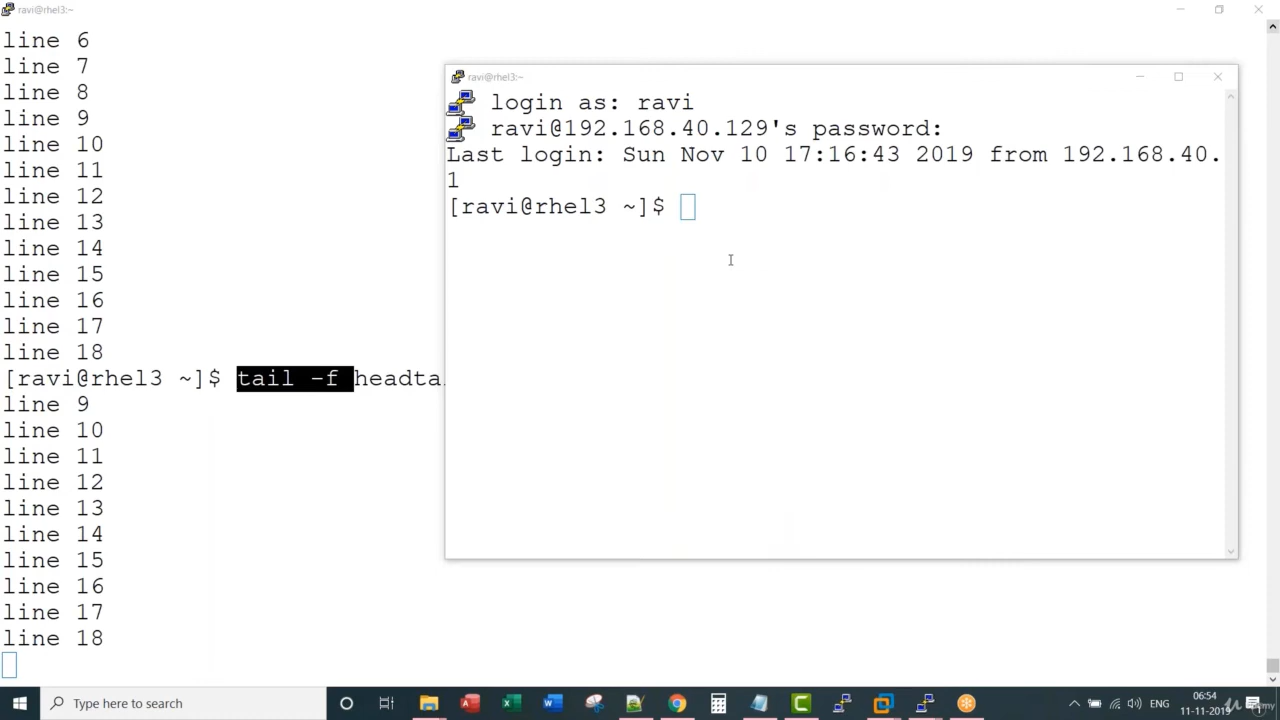 ravi@rhel3:~
line 6
line 7
line 8
line 9
line 10
line 11
line 12
line 13
line 14
line 15
line 16
line 17
line 18
[ravi@rhel3 ~]$ tail -f headta
line 9
line 10
line 11
line 12
line 13
line 14
line 15
line 16
line 17
line 18
ravi@rhel3:~
login as: ravi
ravi@192.168.40.129's password:
Last login: Sun Nov 10 17:16:43 2019 from 192.168.40.
1
[ravi@rhel3 ~]$
Type here to search
ENG
06:54
11-11-2019